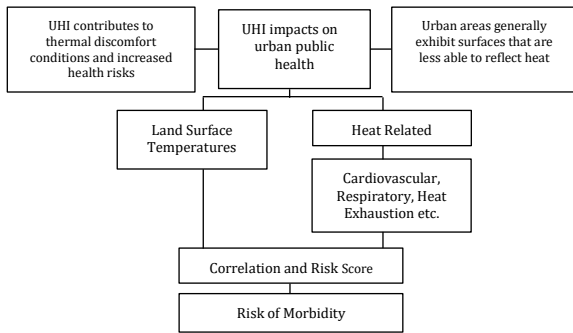 UHI contributes to
thermal discomfort
conditions and increased
health risks
UHI impacts on
urban public
health
Urban areas generally
exhibit surfaces that are
less able to reflect heat
Land Surface
Temperatures
Heat Related
Cardiovascular,
Respiratory, Heat
Exhaustion etc.
Correlation and Risk Score
Risk of Morbidity